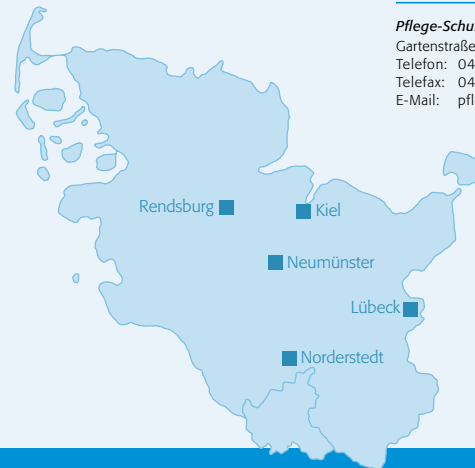 Pflege-Schu
Gartenstraße
Telefon: 04
Telefax: 04
E-Mail: pfl
Rendsburg
Kiel
Neumünster
Lübeck
Norderstedt